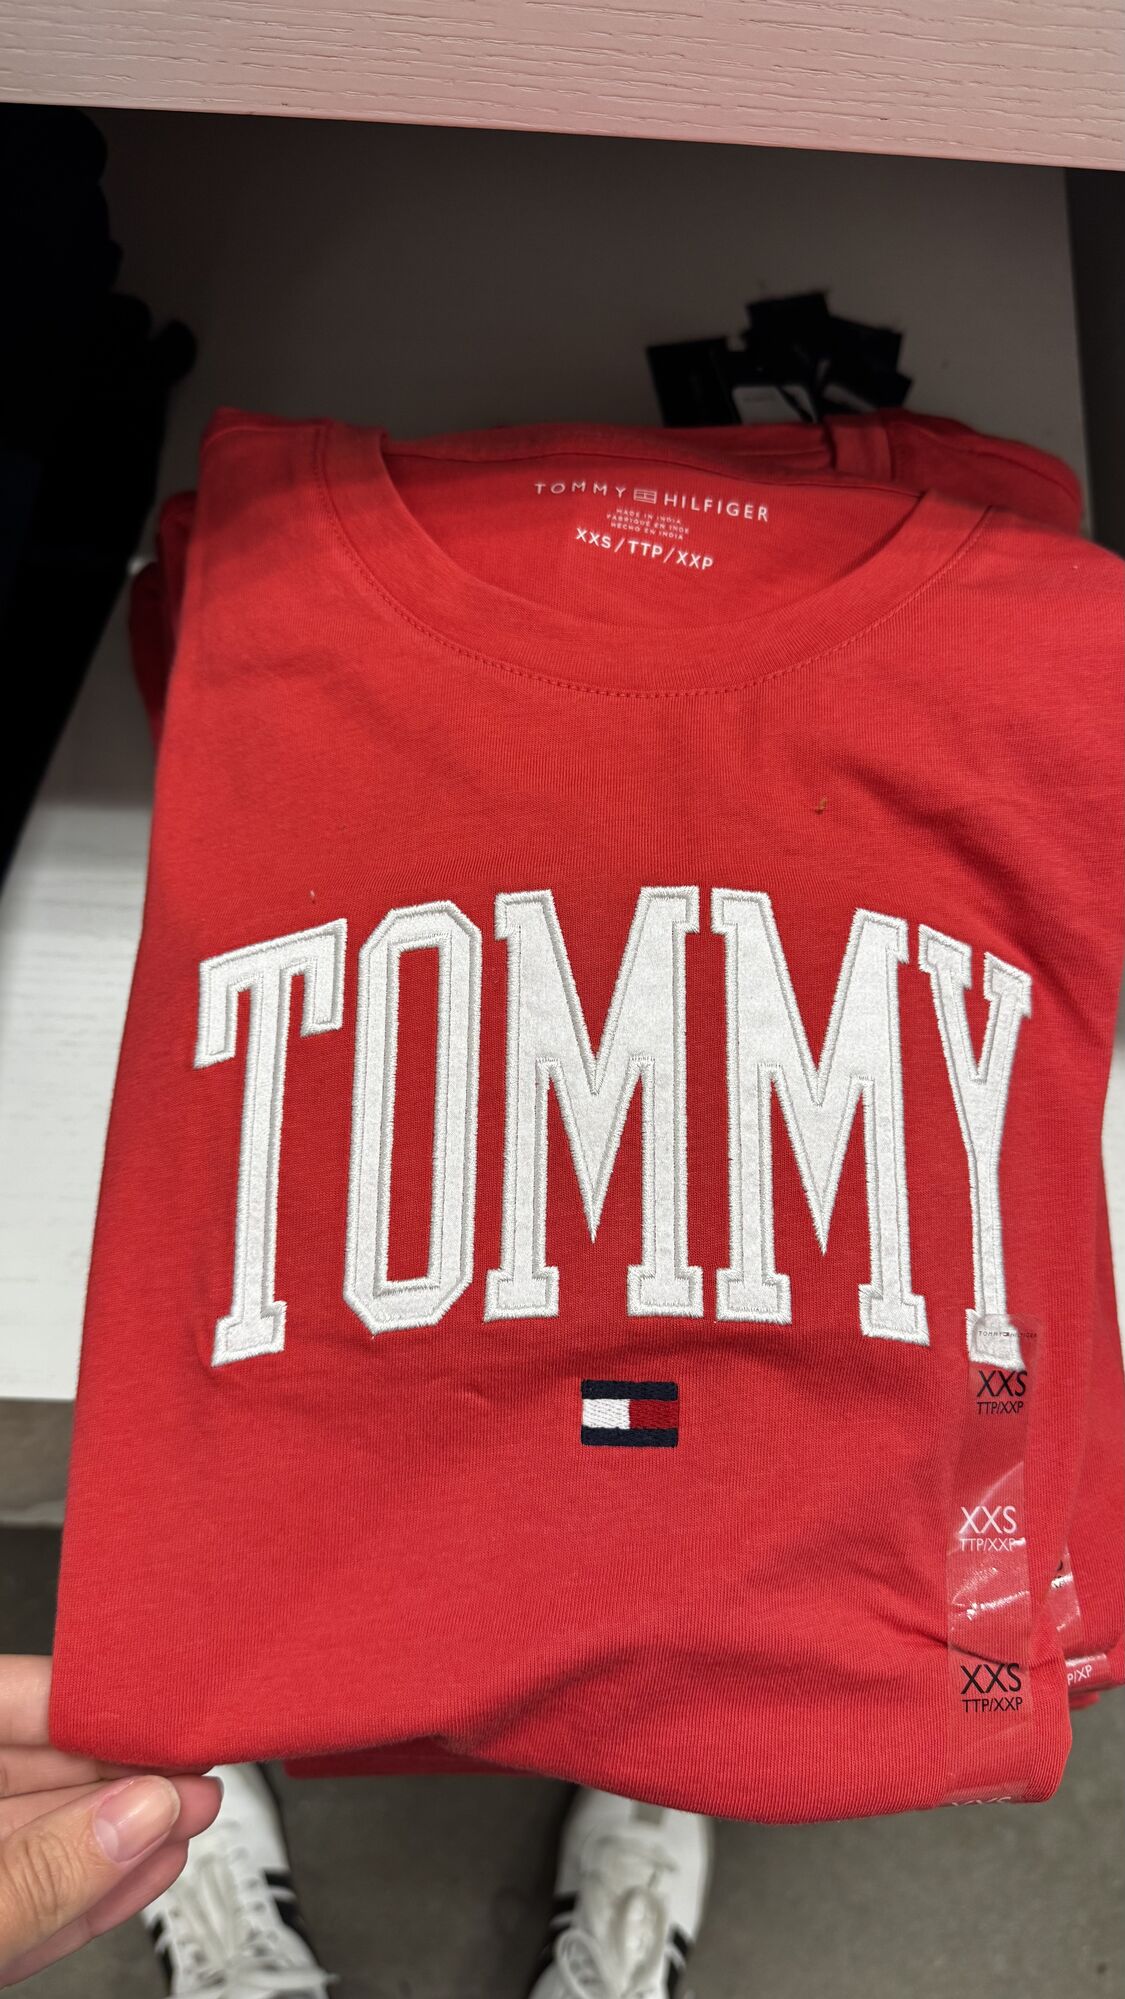 TOMMY HILFIGER
MADE IN INDIA
FABRIQUÉ EN INDE
HECHO EN INDIA
XXS/TTP/XXP
TOMMY
TOMMY HILFIGER
XXS
TTP/XXP
XXS
TTP/XXP
XXS
TTP/XXP
P/XP